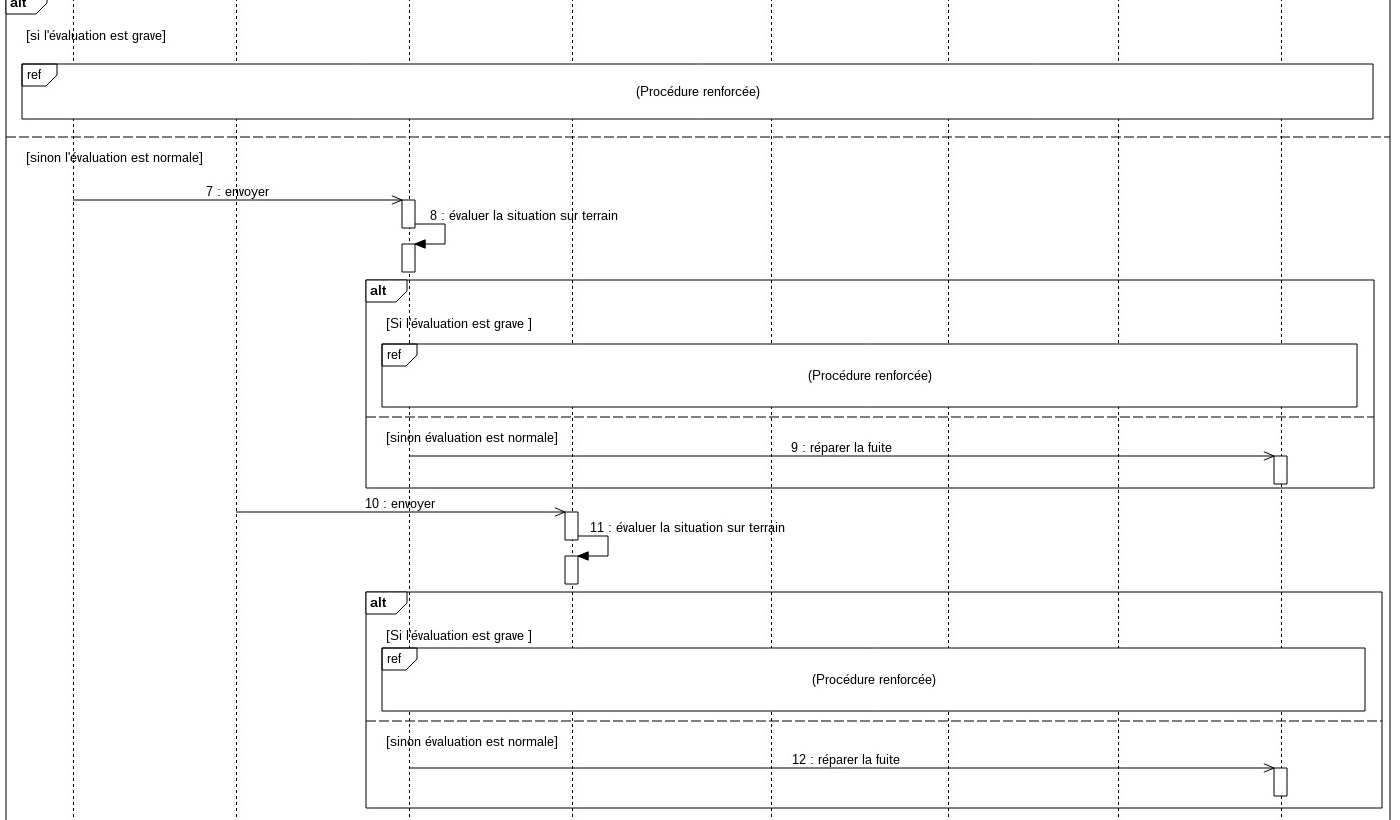 alt
[si l'évaluation est grave]
ref
(Procédure renforcée)
[sinon l'évaluation est normale]
7 : envoyer
8 : évaluer la situation sur terrain
alt
[Si l'évaluation est grave ]
ref
(Procédure renforcée)
[sinon évaluation est normale]
9 : réparer la fuite
10 : envoyer
11 : évaluer la situation sur terrain
alt
[Si l'évaluation est grave ]
ref
(Procédure renforcée)
[sinon évaluation est normale]
12 : réparer la fuite